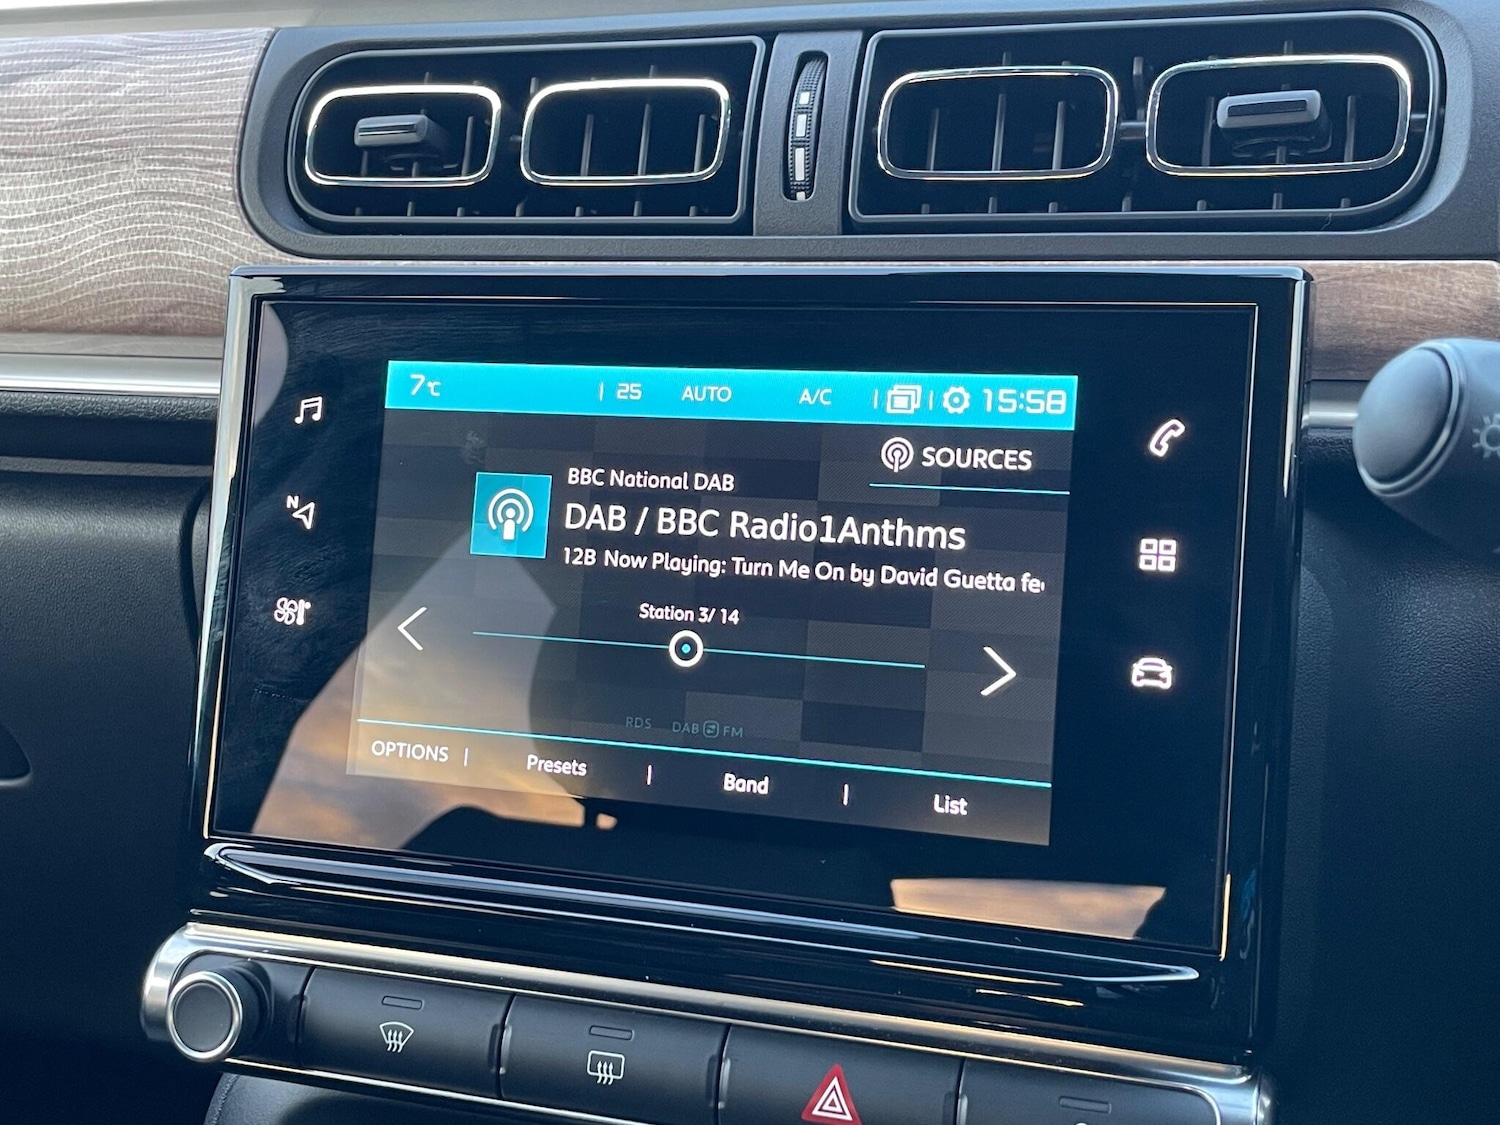 7°C | 25 AUTO A/C | | 15:58
SOURCES
BBC National DAB
DAB / BBC Radio1Anthms
12B Now Playing: Turn Me On by David Guetta fe
Station 3/ 14
RDS DAB FM
OPTIONS | Presets | Band | List
N